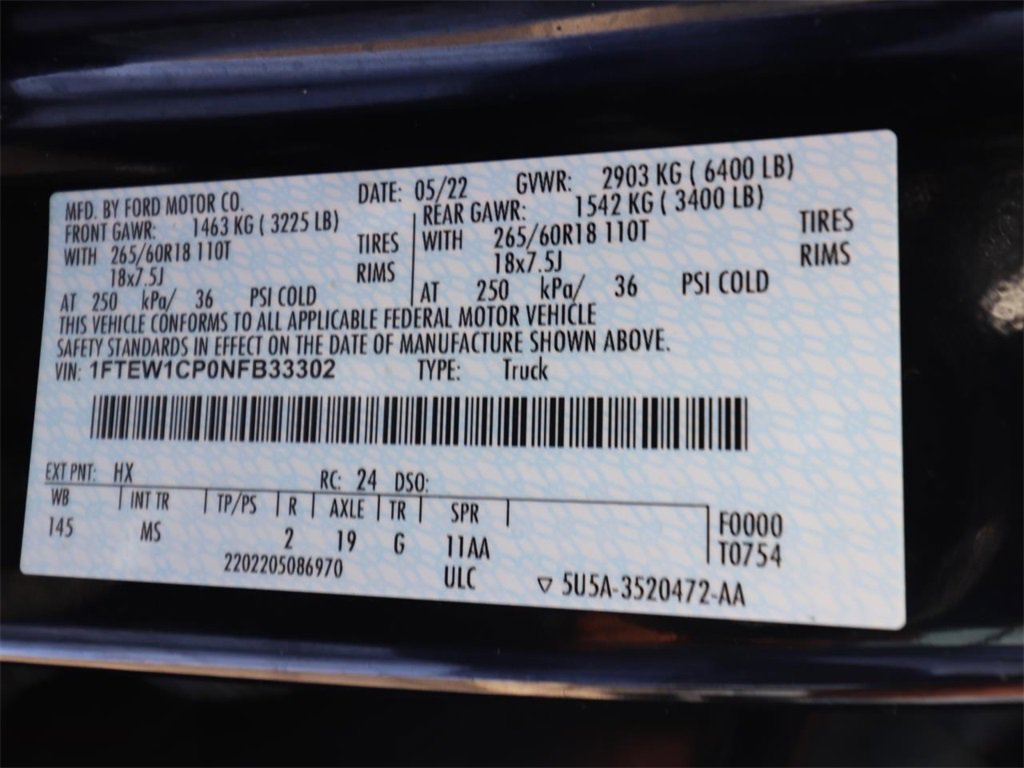 MFD. BY FORD MOTOR CO. DATE: 05/22 GVWR: 2903 KG ( 6400 LB)
FRONT GAWR: 1463 KG ( 3225 LB) REAR GAWR: 1542 KG ( 3400 LB)
WITH 265/60R18 110T TIRES WITH 265/60R18 110T TIRES
18x7.5J RIMS 18x7.5J RIMS
AT 250 kPa/ 36 PSI COLD AT 250 kPa/ 36 PSI COLD
THIS VEHICLE CONFORMS TO ALL APPLICABLE FEDERAL MOTOR VEHICLE
SAFETY STANDARDS IN EFFECT ON THE DATE OF MANUFACTURE SHOWN ABOVE.
VIN: 1FTEW1CP0NFB33302 TYPE: Truck
EXT PNT: HX RC: 24 DSO:
WB INT TR TP/PS R AXLE TR SPR F0000
145 MS 2 19 G 11AA T0754
2202205086970 ULC ▽ 5U5A-3520472-AA